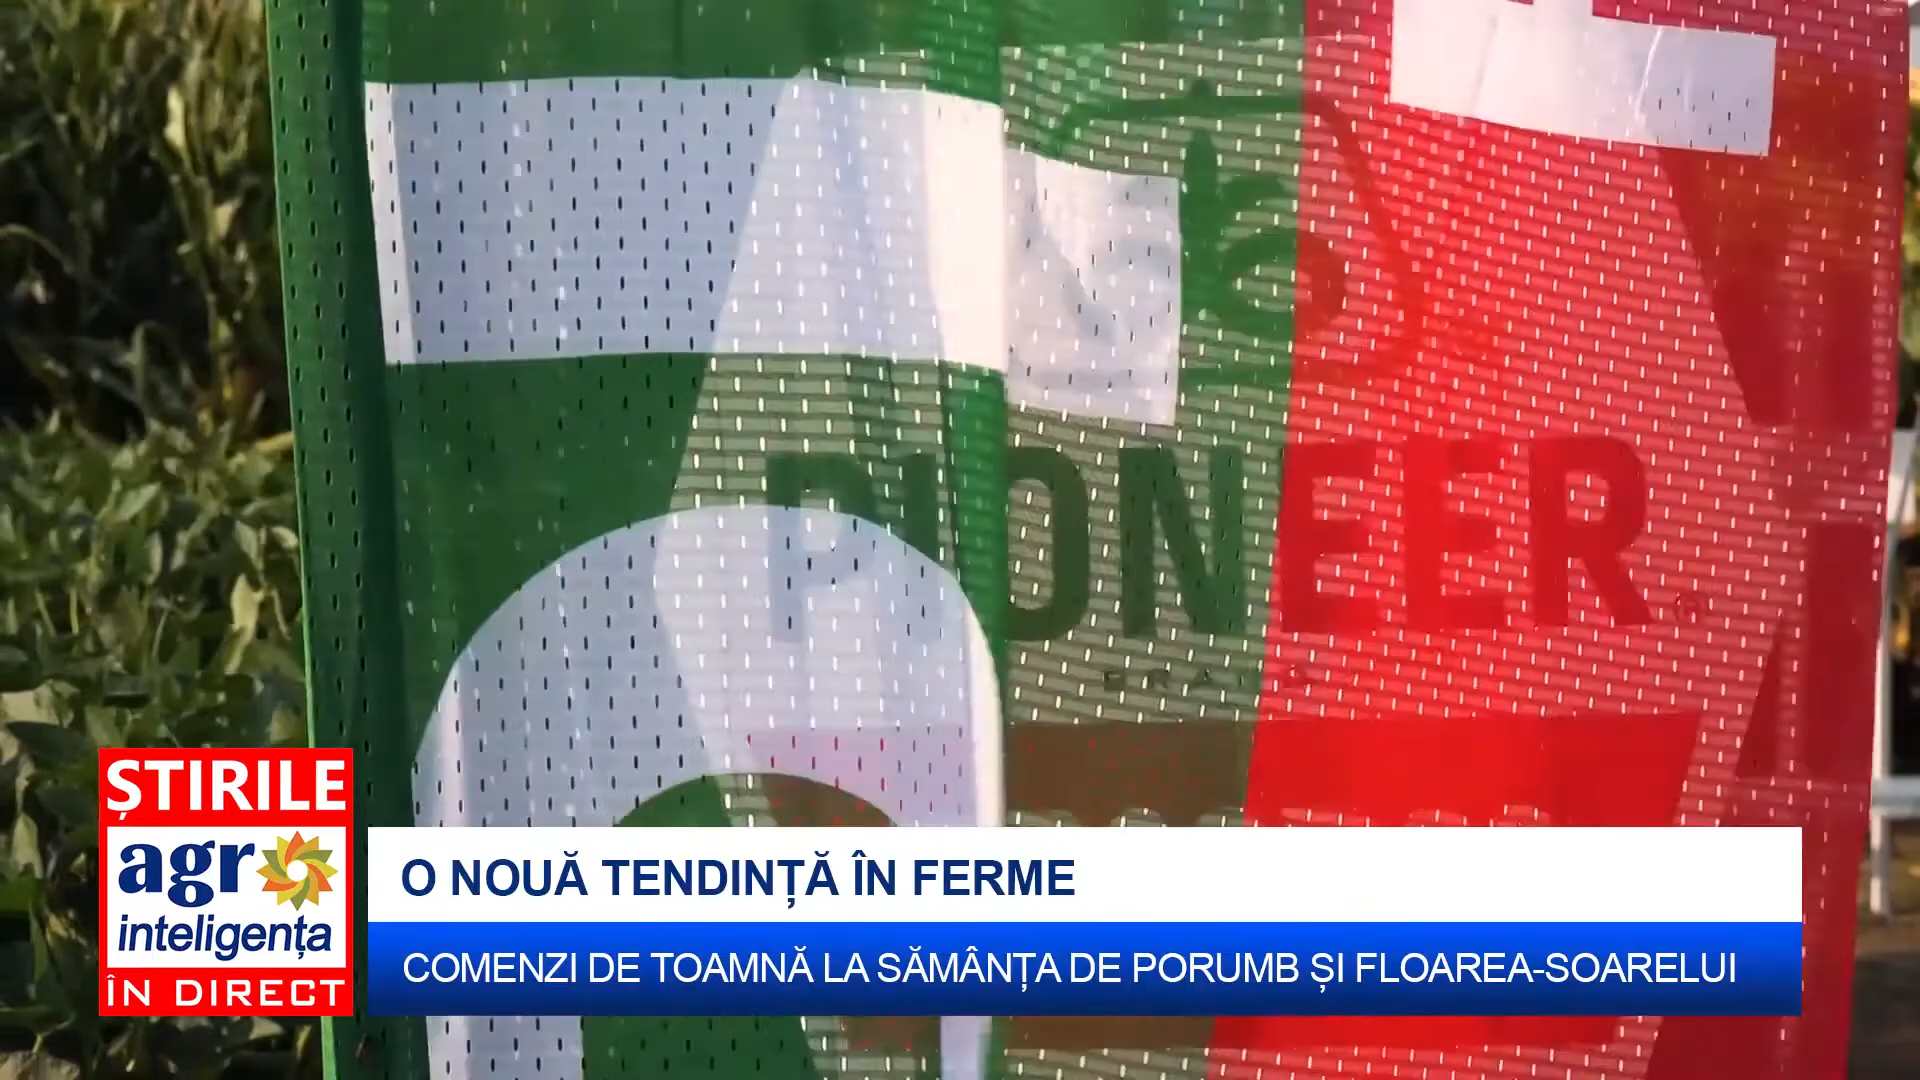 PIONEER
BRAND
ȘTIRILE
agro
inteligența
ÎN DIRECT
O NOUĂ TENDINȚĂ ÎN FERME
COMENZI DE TOAMNĂ LA SĂMÂNȚA DE PORUMB ȘI FLOAREA-SOARELUI